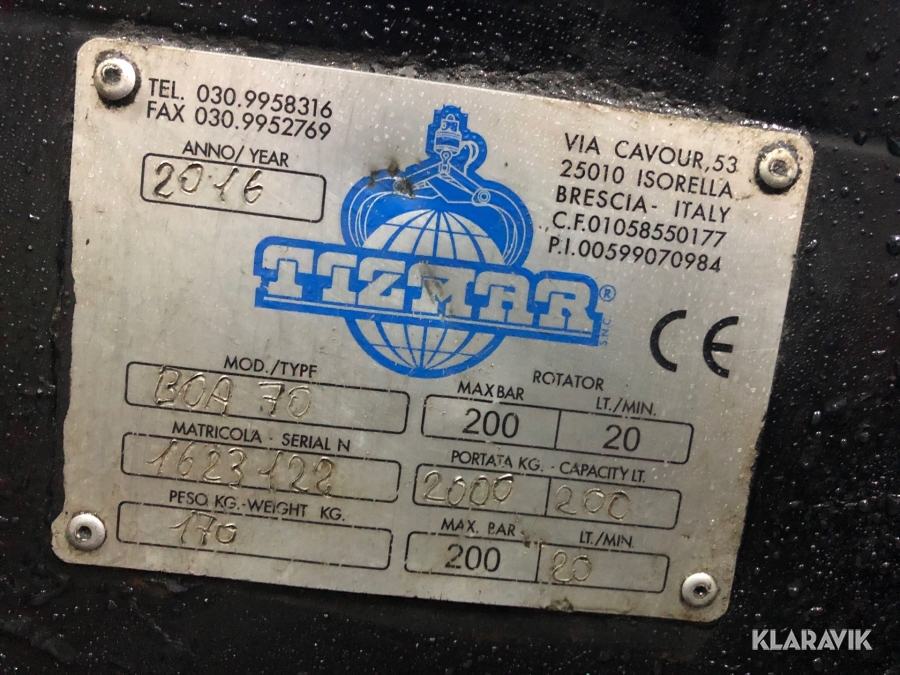 TEL. 030.9958316
FAX 030.9952769
ANNO/YEAR
2016
VIA CAVOUR,53
25010 ISORELLA
BRESCIA- ITALY
C.F.01058550177
P.I.00599070984
TIZMAR®
S.N.C.
CE
MOD./TYPE
BOA 70
MATRICOLA - SERIAL N
1623128
PESO KG.-WEIGHT KG.
170
ROTATOR
MAX BAR LT./MIN.
200 20
PORTATA KG. - CAPACITY LT.
2000 200
MAX. BAR LT./MIN.
200 20
KLARAVIK